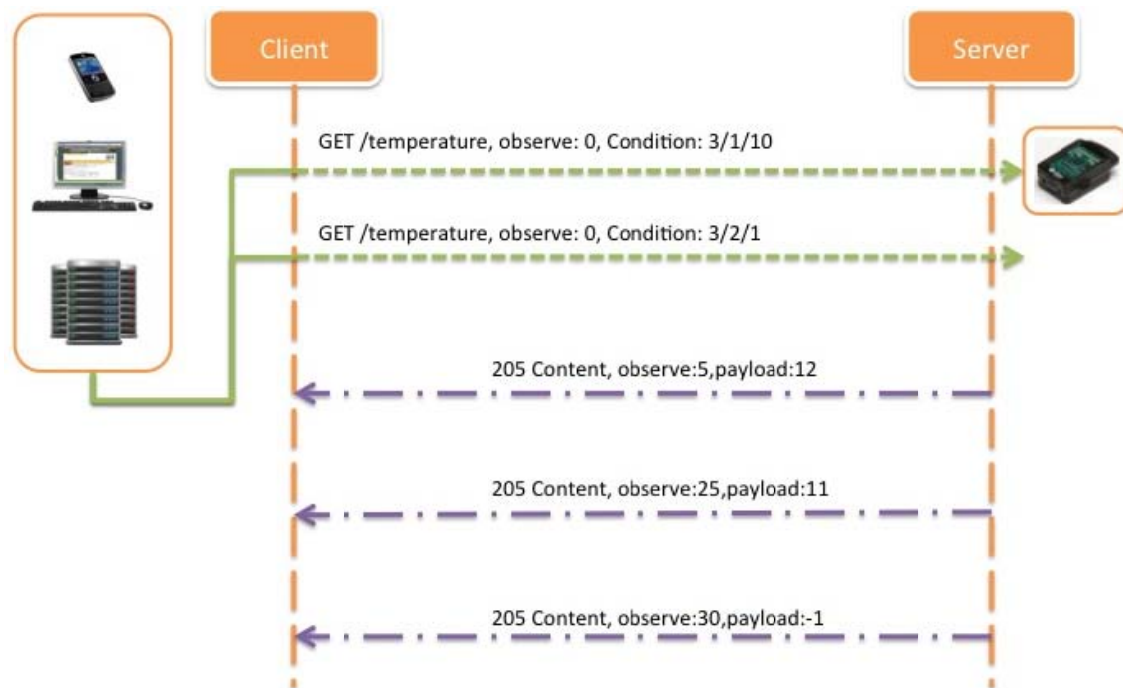 Client
Server
GET /temperature, observe: 0, Condition: 3/1/10
GET /temperature, observe: 0, Condition: 3/2/1
205 Content, observe:5,payload:12
205 Content, observe:25,payload:11
205 Content, observe:30,payload:-1